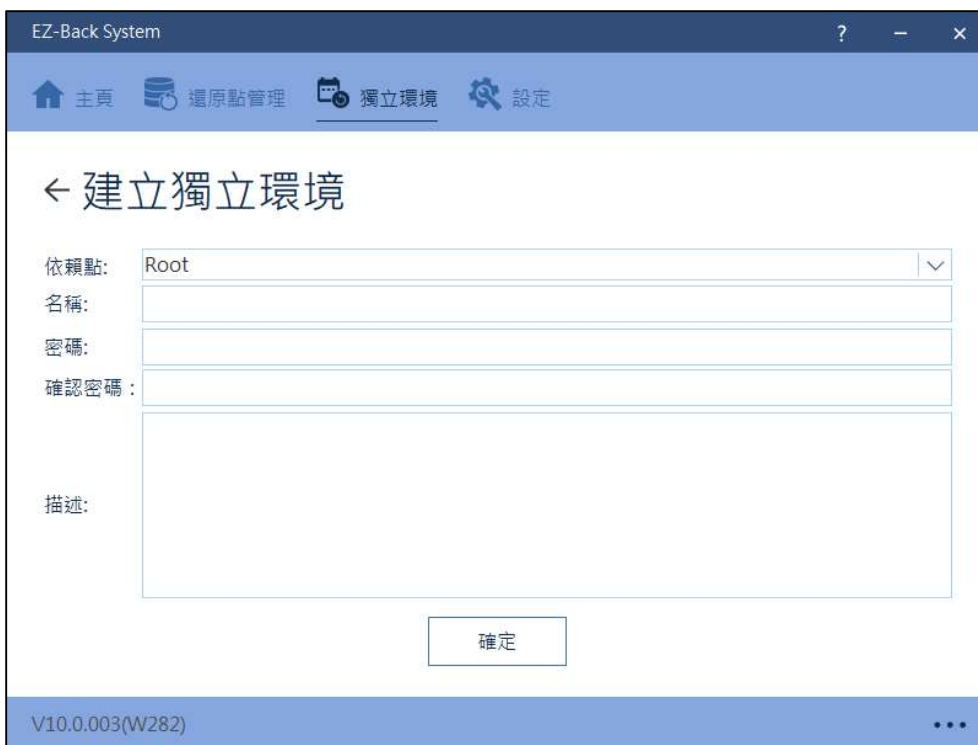 EZ-Back System
主頁 還原點管理 獨立環境 設定
建立獨立環境
依賴點: Root
名稱:
密碼:
確認密碼：
描述:
確定
V10.0.003(W282)